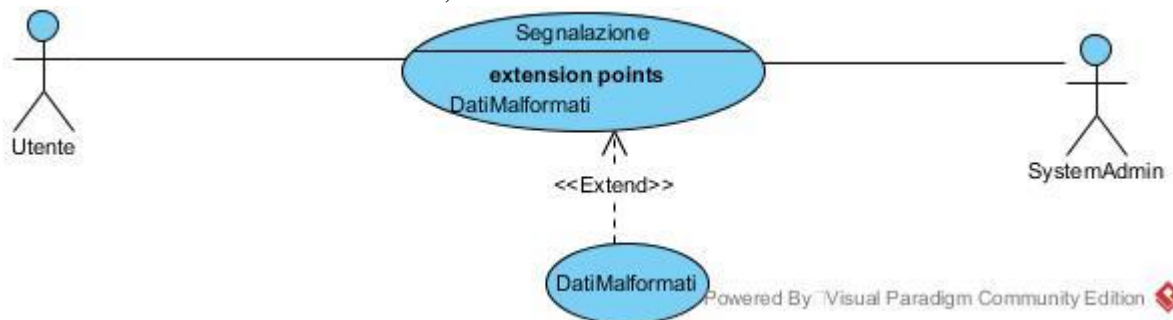 Segnalazione
extension points
DatiMalformati
Utente
SystemAdmin
<<Extend>>
DatiMalformati
Powered By Visual Paradigm Community Edition